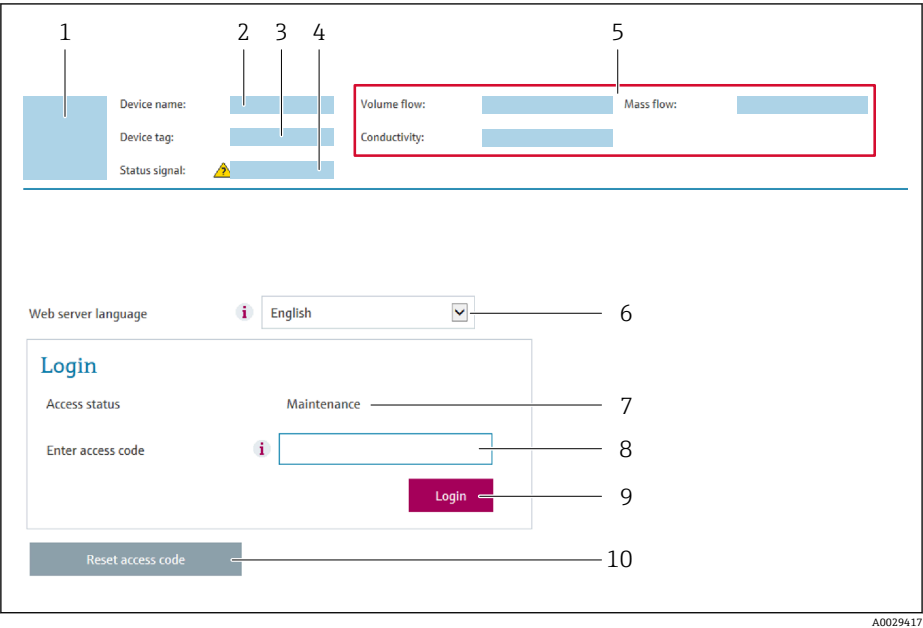 1 2 3 4 5
Device name: Volume flow: Mass flow:
Device tag: Conductivity:
Status signal: ?
Web server language i English 6
Login
Access status Maintenance 7
Enter access code i 8
Login 9
Reset access code 10
A0029417